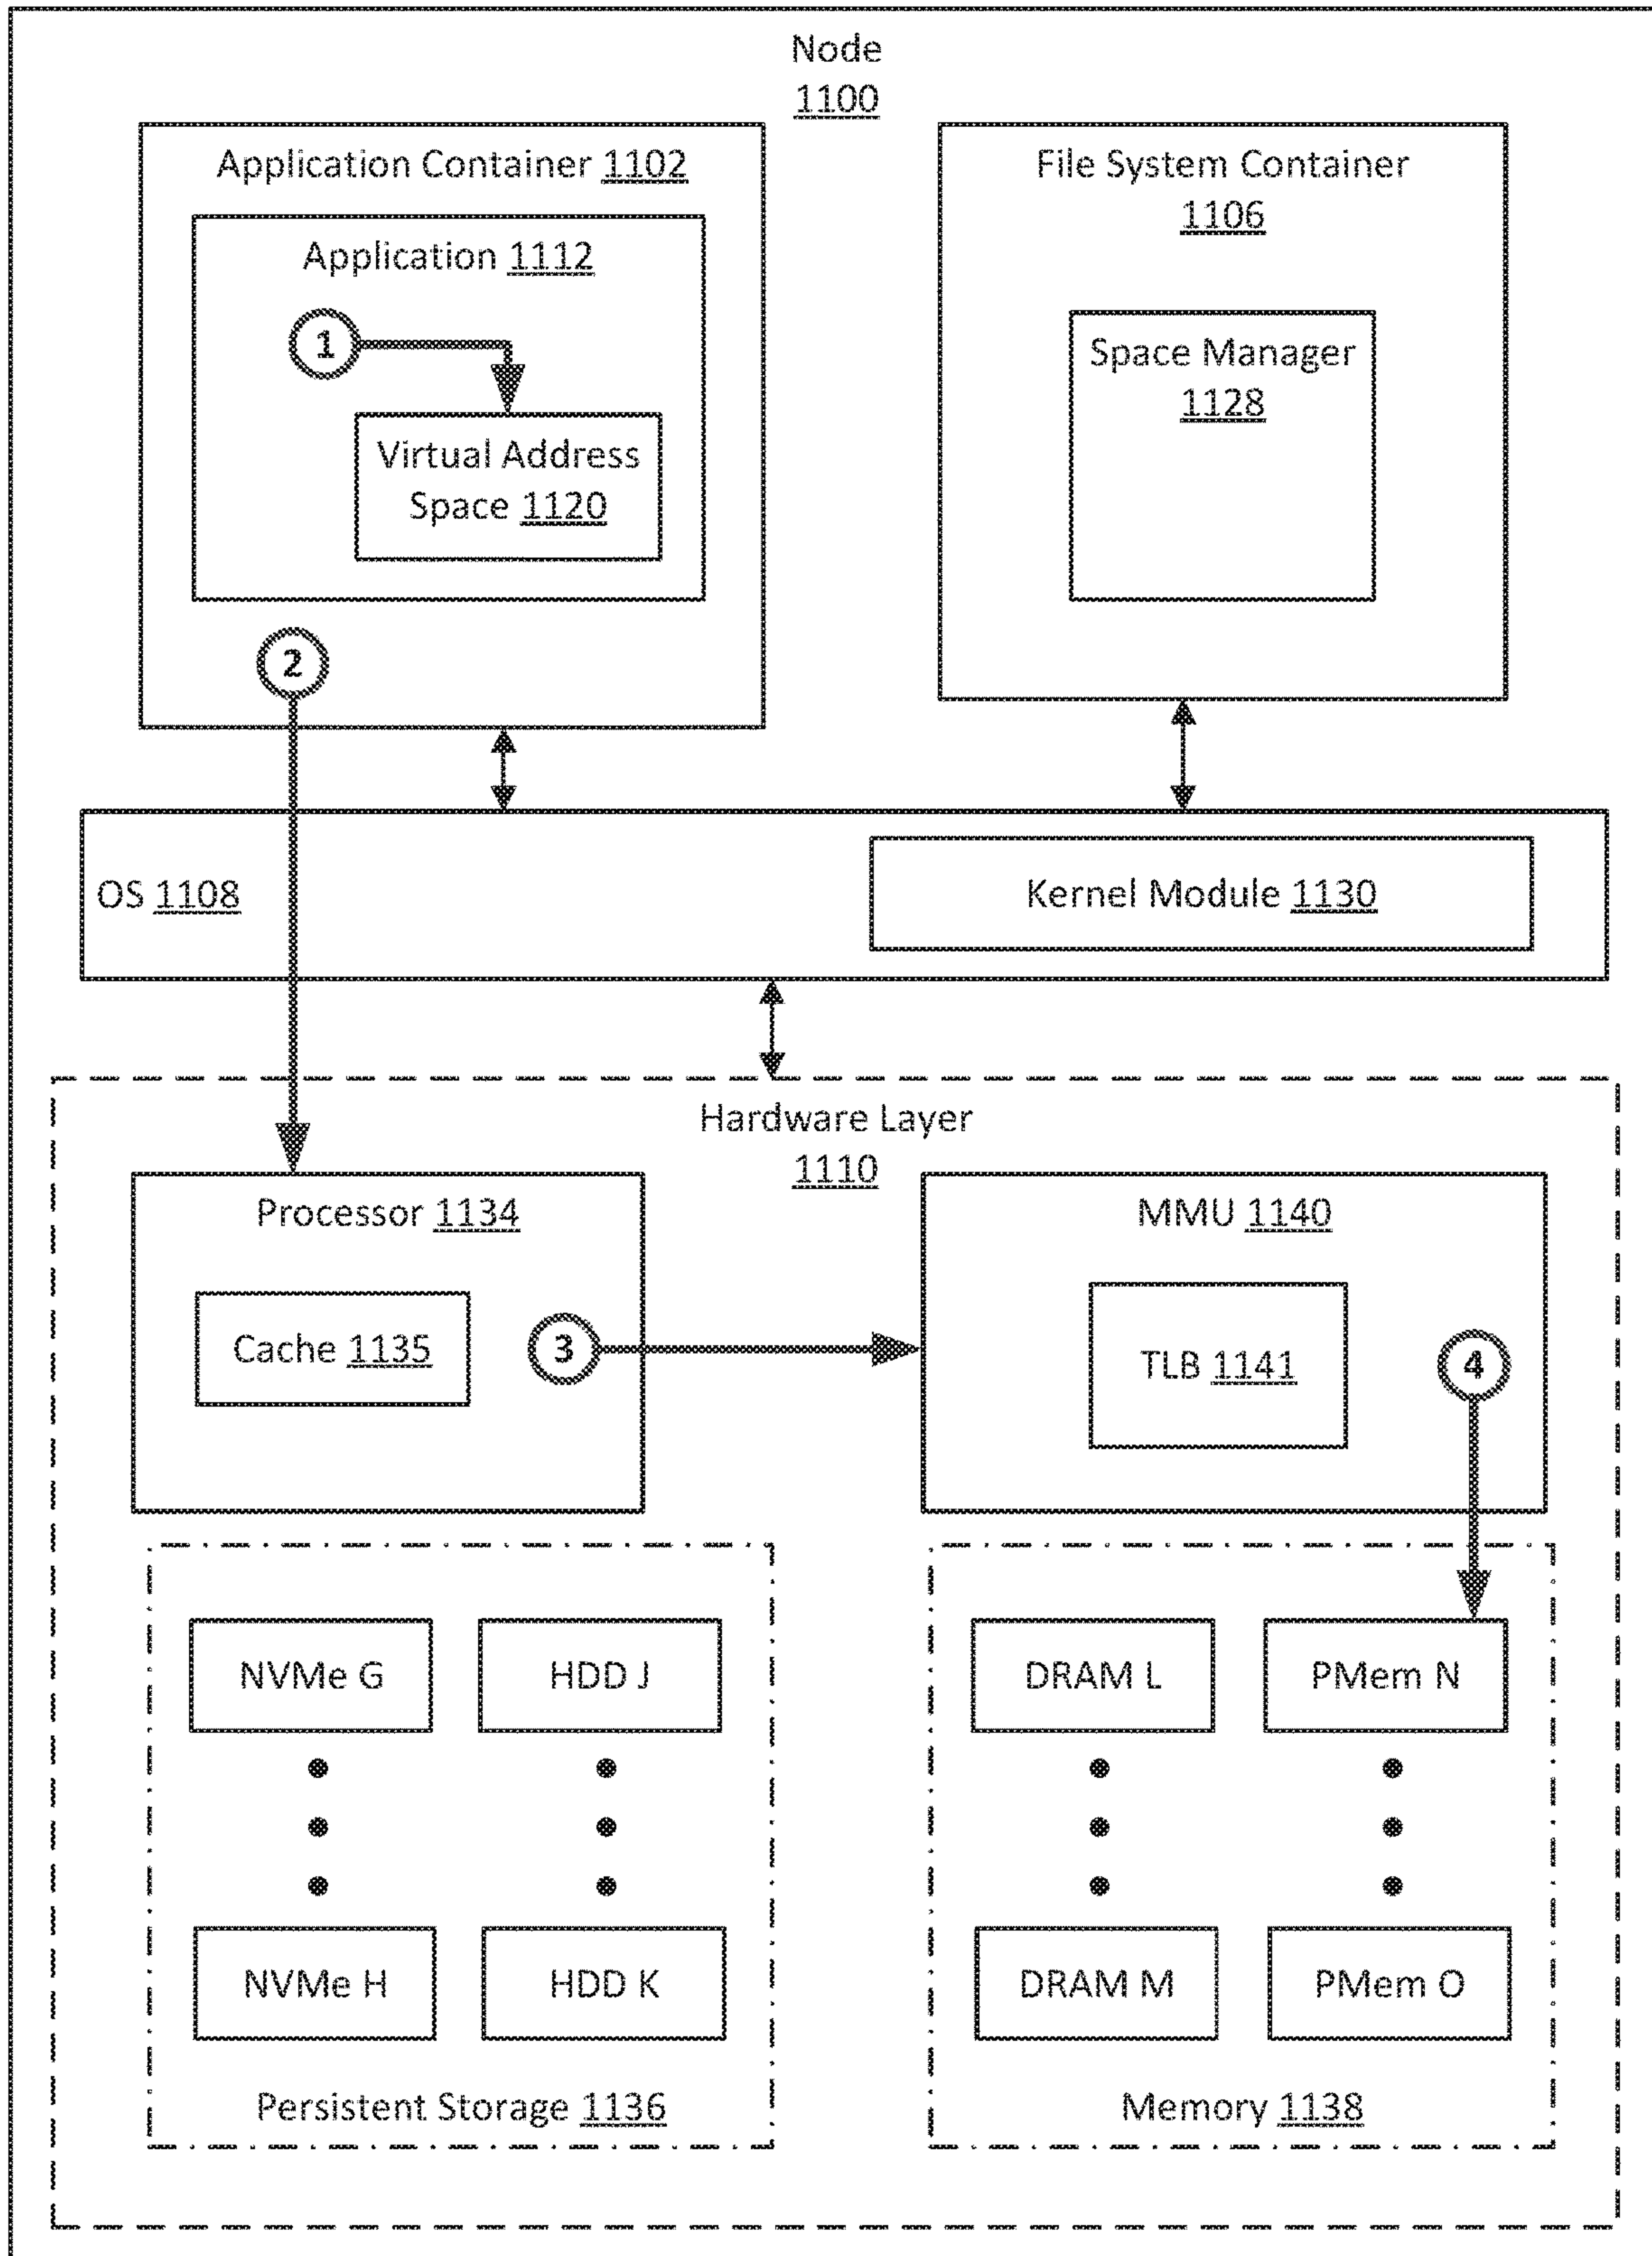 Node
1100
Application Container 1102
Application 1112
1
Virtual Address
Space 1120
2
File System Container
1106
Space Manager
1128
OS 1108
Kernel Module 1130
Hardware Layer
1110
Processor 1134
Cache 1135
3
MMU 1140
TLB 1141
4
NVMe G
HDD J
NVMe H
HDD K
Persistent Storage 1136
DRAM L
PMem N
DRAM M
PMem O
Memory 1138